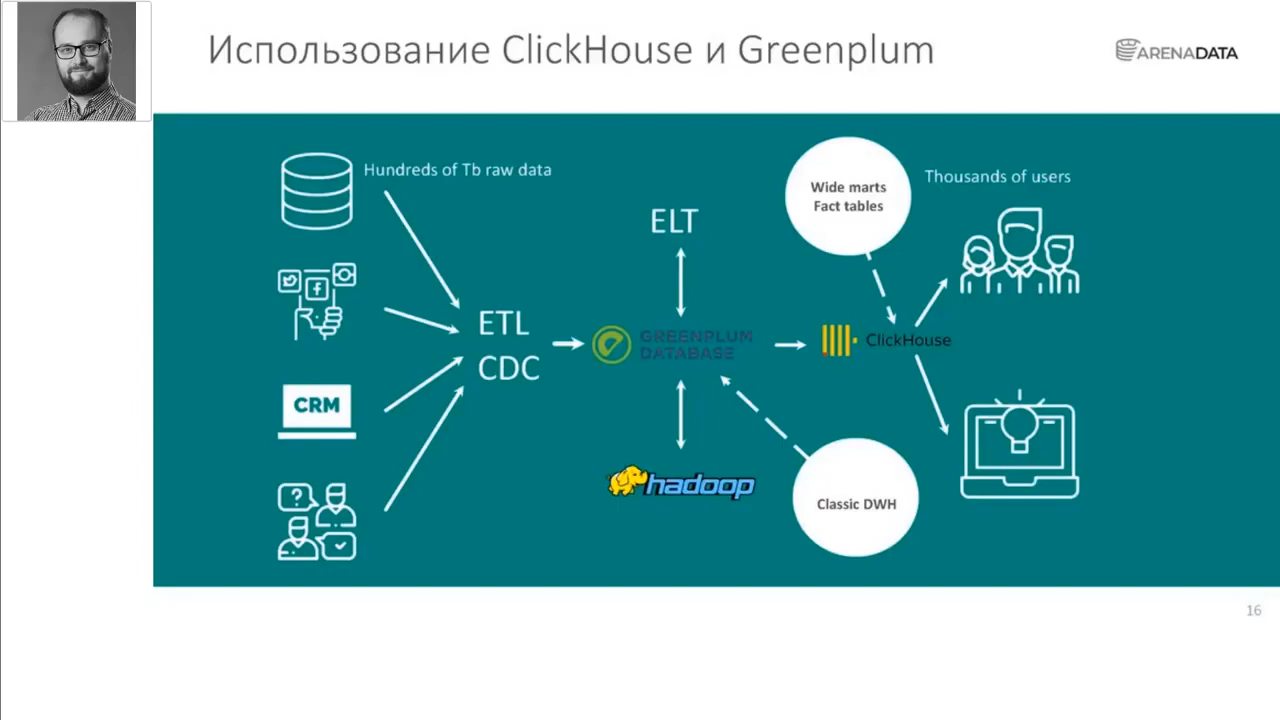 Использование ClickHouse и Greenplum
ARENADATA
Hundreds of Tb raw data
CRM
ETL
CDC
ELT
GREENPLUM
DATABASE
hadoop
Wide marts
Fact tables
Thousands of users
ClickHouse
Classic DWH
16